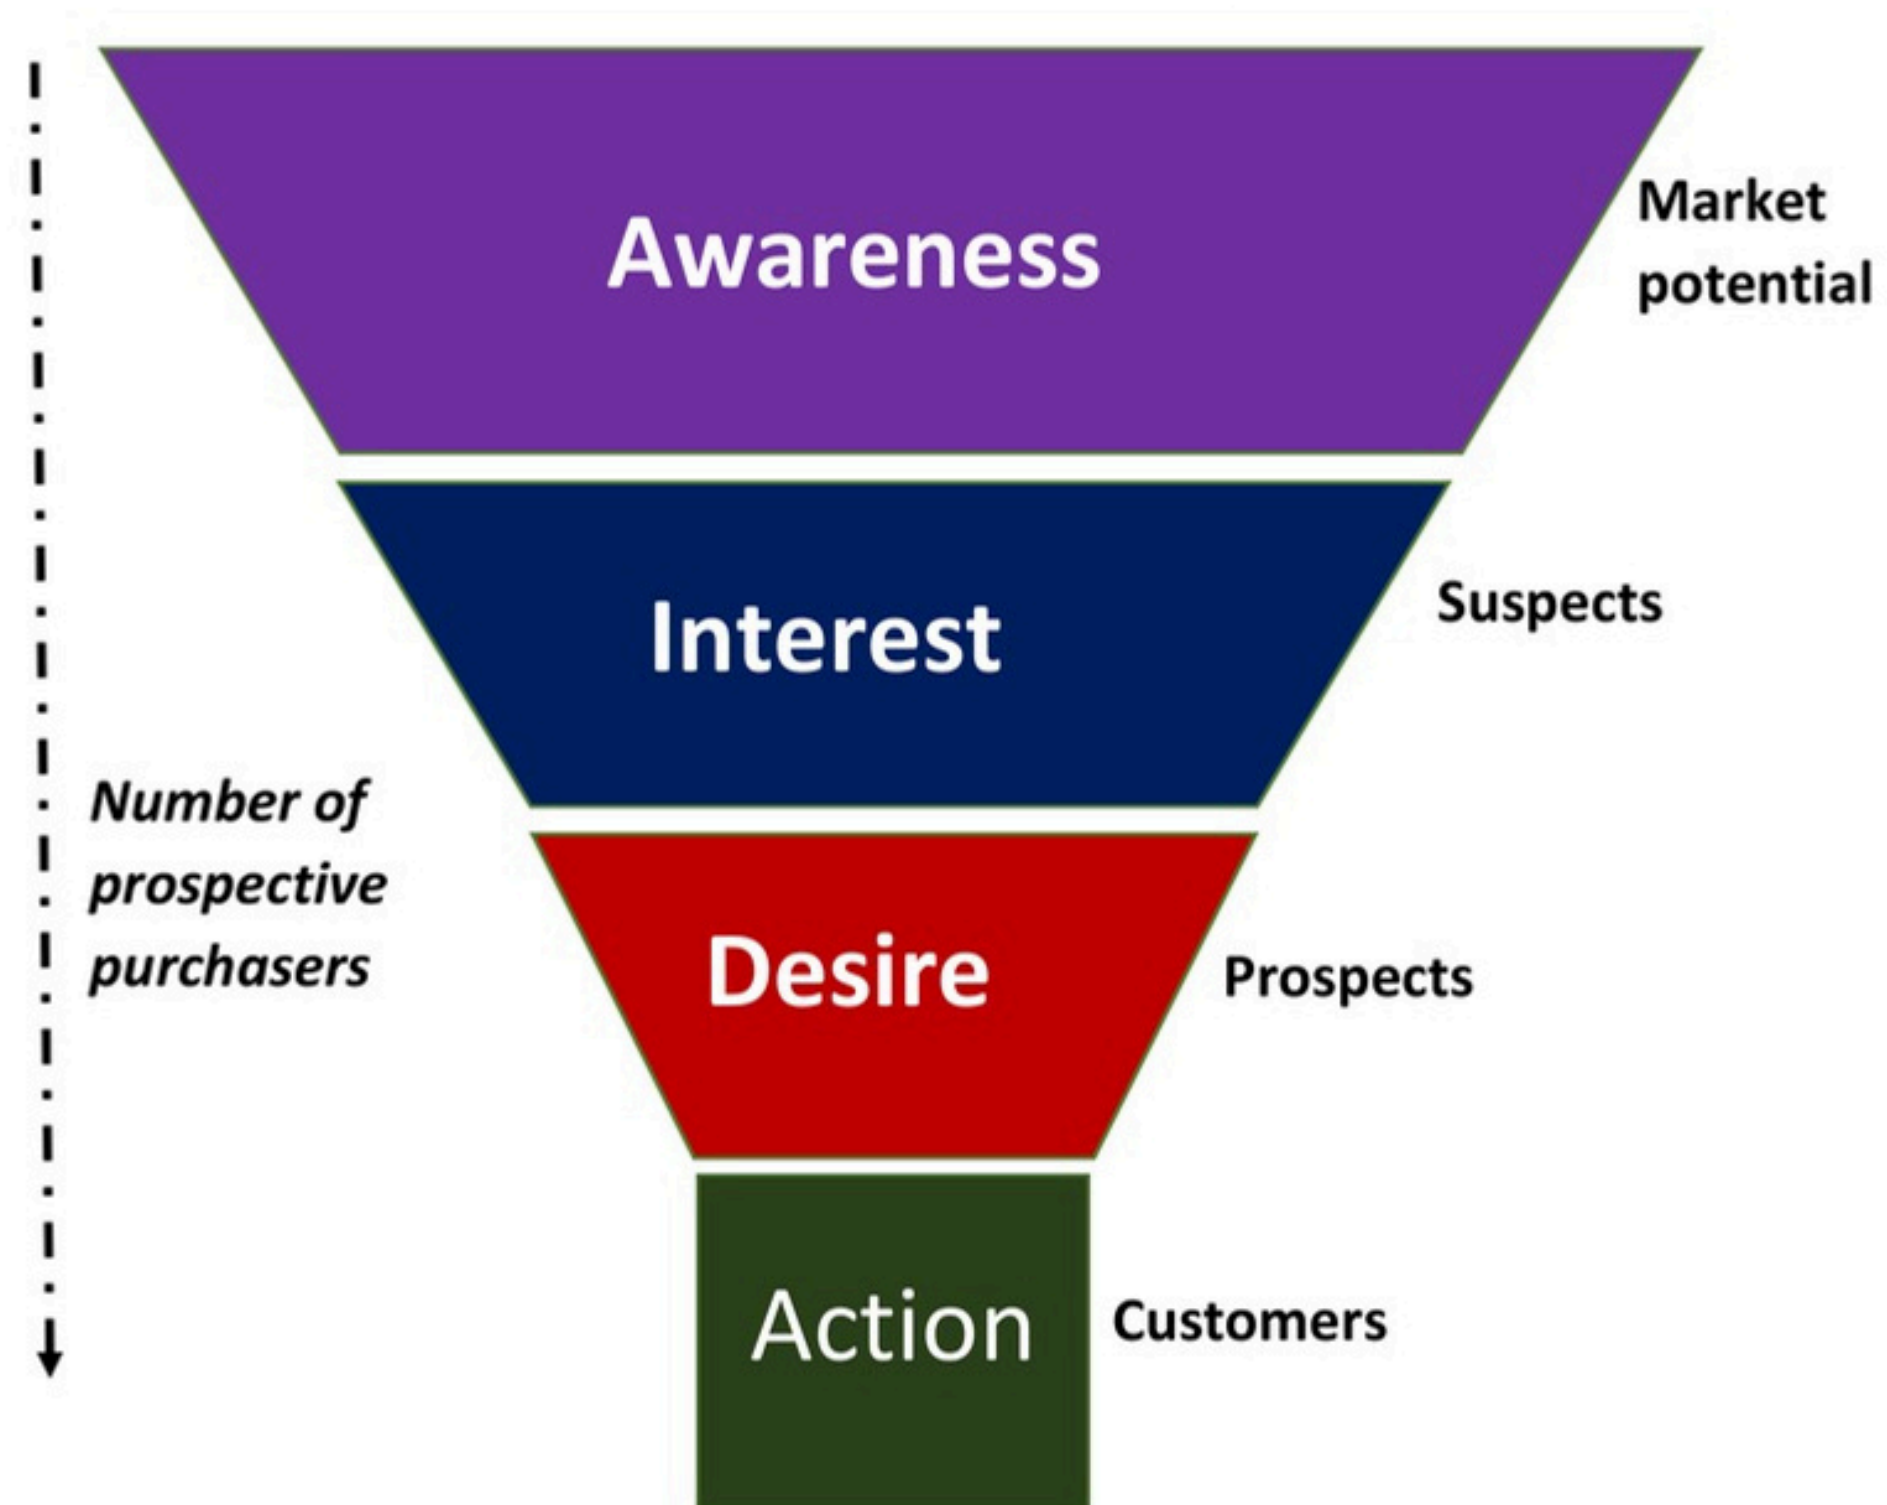 Awareness
Market
potential
Interest
Suspects
Number of
prospective
purchasers
Desire
Prospects
Action
Customers